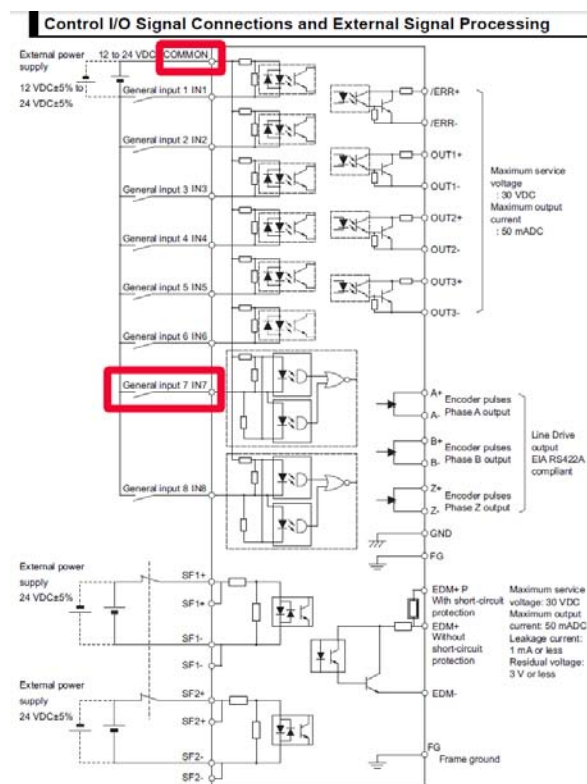 Control I/O Signal Connections and External Signal Processing
External power
supply
12 VDC±5% to
24 VDC±5%
12 to 24 VDC
COMMON
General input 1 IN1
General input 2 IN2
General input 3 IN3
General input 4 IN4
General input 5 IN5
General input 6 IN6
General input 7 IN7
General input 8 IN8
/ERR+
/ERR-
OUT1+
OUT1-
OUT2+
OUT2-
OUT3+
OUT3-
Maximum service
voltage
: 30 VDC
Maximum output
current
: 50 mADC
A+
A-
Encoder pulses
Phase A output
B+
B-
Encoder pulses
Phase B output
Z+
Z-
Encoder pulses
Phase Z output
Line Drive
output
EIA RS422A
compliant
GND
FG
External power
supply
24 VDC±5%
SF1+
SF1+
SF1-
SF1-
External power
supply
24 VDC±5%
SF2+
SF2+
SF2-
SF2-
EDM+ P
With short-circuit
protection
EDM+
Without
short-circuit
protection
EDM-
Maximum service
voltage: 30 VDC
Maximum output
current: 50 mADC
Leakage current:
1 mA or less
Residual voltage:
3 V or less
FG
Frame ground